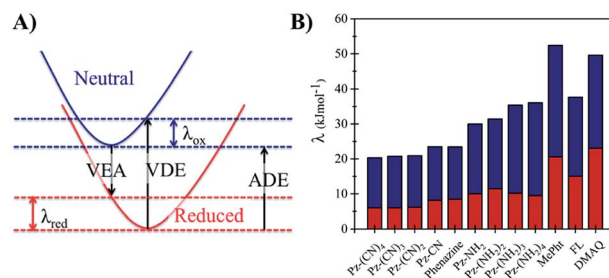 A)
Neutral
λox
VEA
VDE
ADE
λred
Reduced
B)
60
50
40
30
20
10
0
λ (kJmol⁻¹)
Pz-(CN)4
Pz-(CN)3
Pz-(CN)2
Pz-CN
Phenazine
Pz-NH2
Pz-(NH2)2
Pz-(NH2)3
Pz-(NH2)4
MePht
FL
DMAQ